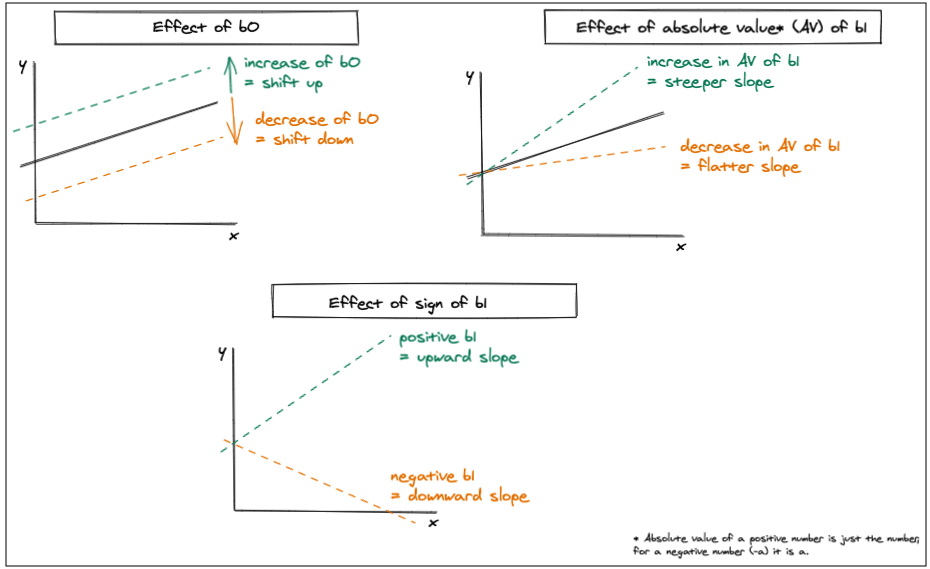 Effect of b0
y
increase of b0
= shift up
decrease of b0
= shift down
x
Effect of absolute value* (AV) of b1
y
increase in AV of b1
= steeper slope
decrease in AV of b1
= flatter slope
x
Effect of sign of b1
y
positive b1
= upward slope
negative b1
= downward slope
x
* Absolute value of a positive number is just the number,
for a negative number (-a) it is a.